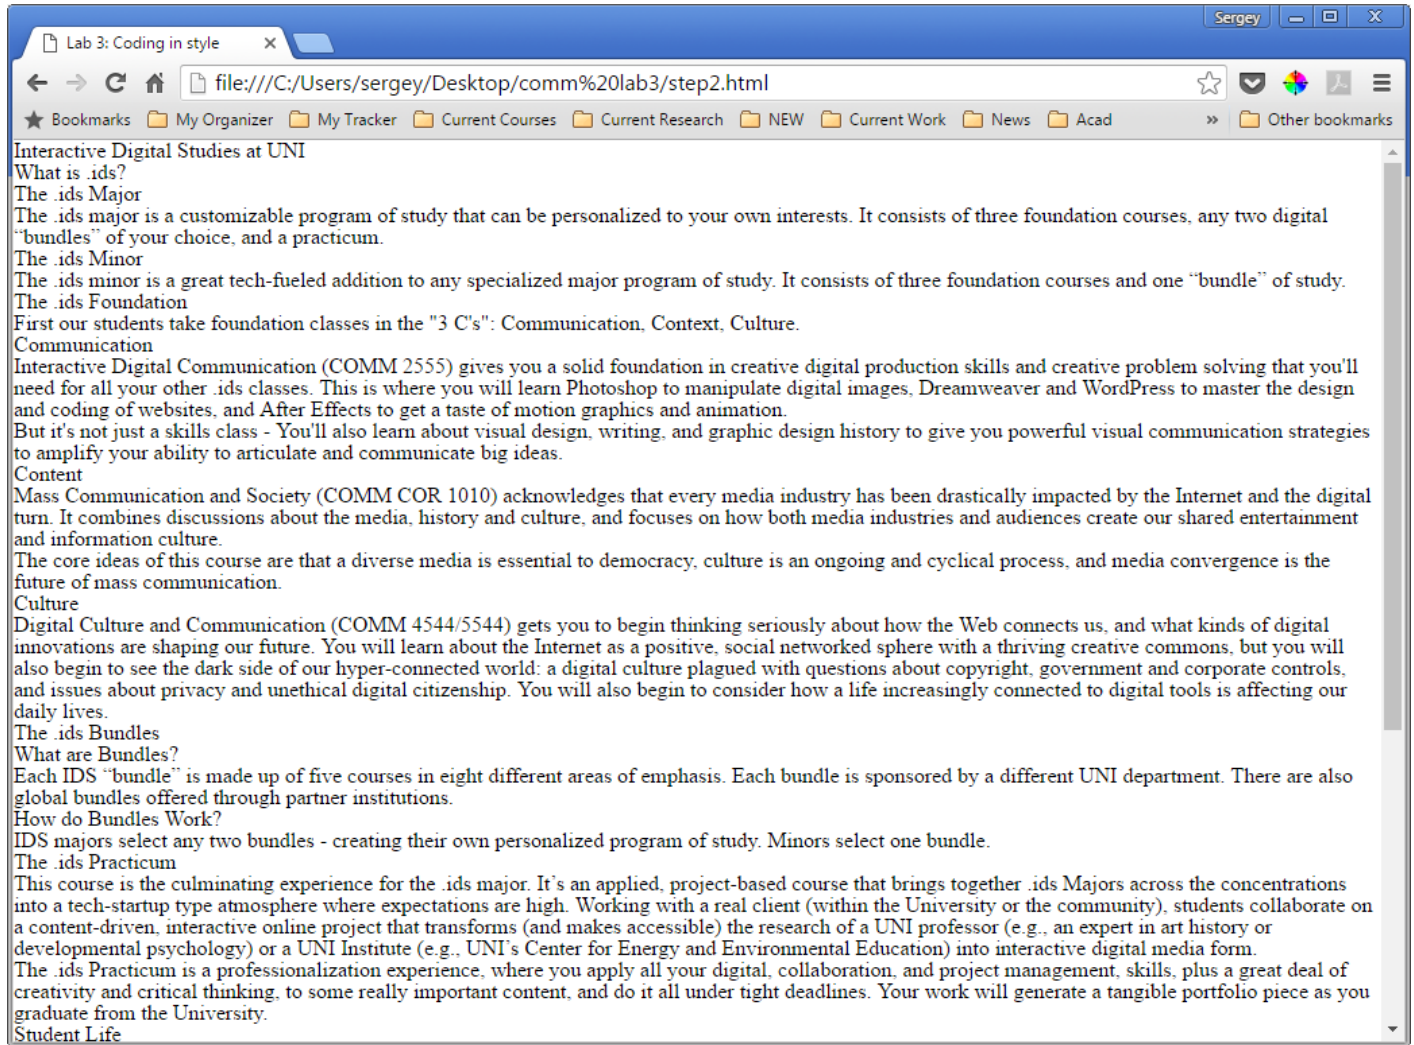 Sergey
Lab 3: Coding in style
file:///C:/Users/sergey/Desktop/comm%20lab3/step2.html
Bookmarks My Organizer My Tracker Current Courses Current Research NEW Current Work News Acad » Other bookmarks
Interactive Digital Studies at UNI
What is .ids?
The .ids Major
The .ids major is a customizable program of study that can be personalized to your own interests. It consists of three foundation courses, any two digital
“bundles” of your choice, and a practicum.
The .ids Minor
The .ids minor is a great tech-fueled addition to any specialized major program of study. It consists of three foundation courses and one “bundle” of study.
The .ids Foundation
First our students take foundation classes in the "3 C's": Communication, Context, Culture.
Communication
Interactive Digital Communication (COMM 2555) gives you a solid foundation in creative digital production skills and creative problem solving that you'll
need for all your other .ids classes. This is where you will learn Photoshop to manipulate digital images, Dreamweaver and WordPress to master the design
and coding of websites, and After Effects to get a taste of motion graphics and animation.
But it's not just a skills class - You'll also learn about visual design, writing, and graphic design history to give you powerful visual communication strategies
to amplify your ability to articulate and communicate big ideas.
Content
Mass Communication and Society (COMM COR 1010) acknowledges that every media industry has been drastically impacted by the Internet and the digital
turn. It combines discussions about the media, history and culture, and focuses on how both media industries and audiences create our shared entertainment
and information culture.
The core ideas of this course are that a diverse media is essential to democracy, culture is an ongoing and cyclical process, and media convergence is the
future of mass communication.
Culture
Digital Culture and Communication (COMM 4544/5544) gets you to begin thinking seriously about how the Web connects us, and what kinds of digital
innovations are shaping our future. You will learn about the Internet as a positive, social networked sphere with a thriving creative commons, but you will
also begin to see the dark side of our hyper-connected world: a digital culture plagued with questions about copyright, government and corporate controls,
and issues about privacy and unethical digital citizenship. You will also begin to consider how a life increasingly connected to digital tools is affecting our
daily lives.
The .ids Bundles
What are Bundles?
Each IDS “bundle” is made up of five courses in eight different areas of emphasis. Each bundle is sponsored by a different UNI department. There are also
global bundles offered through partner institutions.
How do Bundles Work?
IDS majors select any two bundles - creating their own personalized program of study. Minors select one bundle.
The .ids Practicum
This course is the culminating experience for the .ids major. It’s an applied, project-based course that brings together .ids Majors across the concentrations
into a tech-startup type atmosphere where expectations are high. Working with a real client (within the University or the community), students collaborate on
a content-driven, interactive online project that transforms (and makes accessible) the research of a UNI professor (e.g., an expert in art history or
developmental psychology) or a UNI Institute (e.g., UNI’s Center for Energy and Environmental Education) into interactive digital media form.
The .ids Practicum is a professionalization experience, where you apply all your digital, collaboration, and project management, skills, plus a great deal of
creativity and critical thinking, to some really important content, and do it all under tight deadlines. Your work will generate a tangible portfolio piece as you
graduate from the University.
Student Life